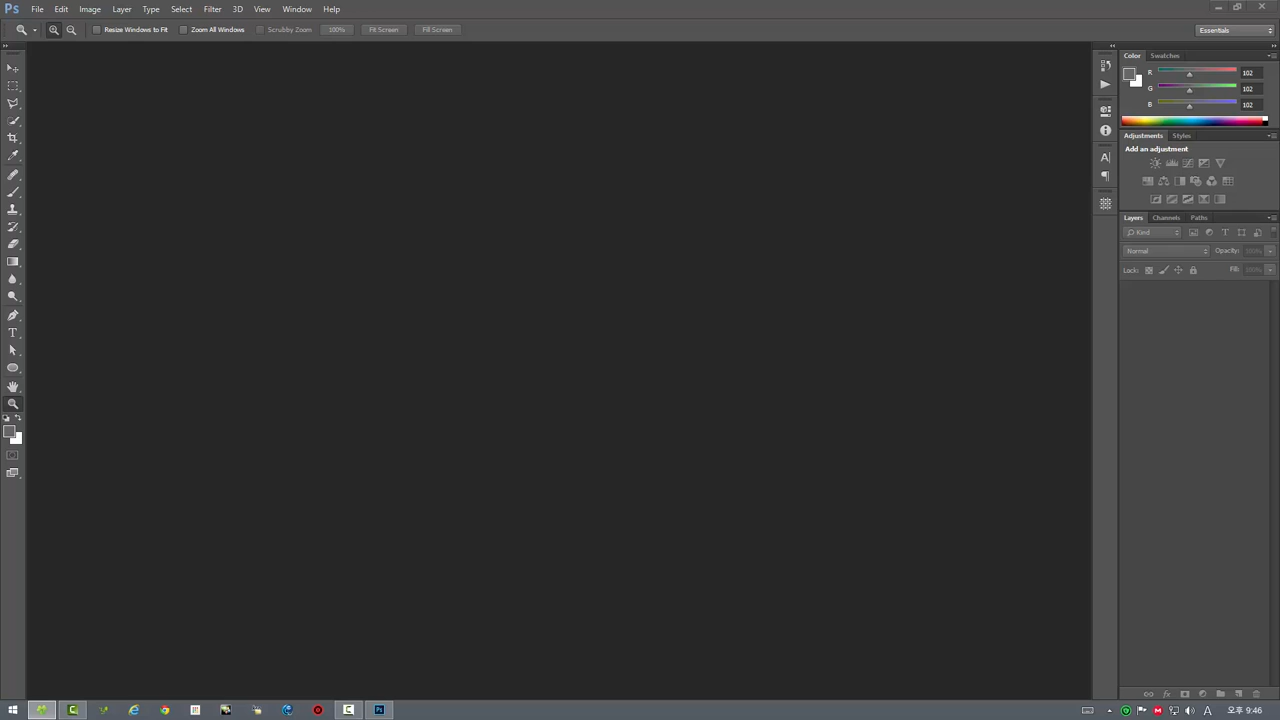 Ps File Edit Image Layer Type Select Filter 3D View Window Help
Resize Windows to Fit Zoom All Windows Scrubby Zoom 100% Fit Screen Fill Screen Essentials
Color Swatches
R 102
G 102
B 102
Adjustments Styles
Add an adjustment
Layers Channels Paths
Kind
Normal Opacity: 100%
Lock: Fill: 100%
오후 9:46